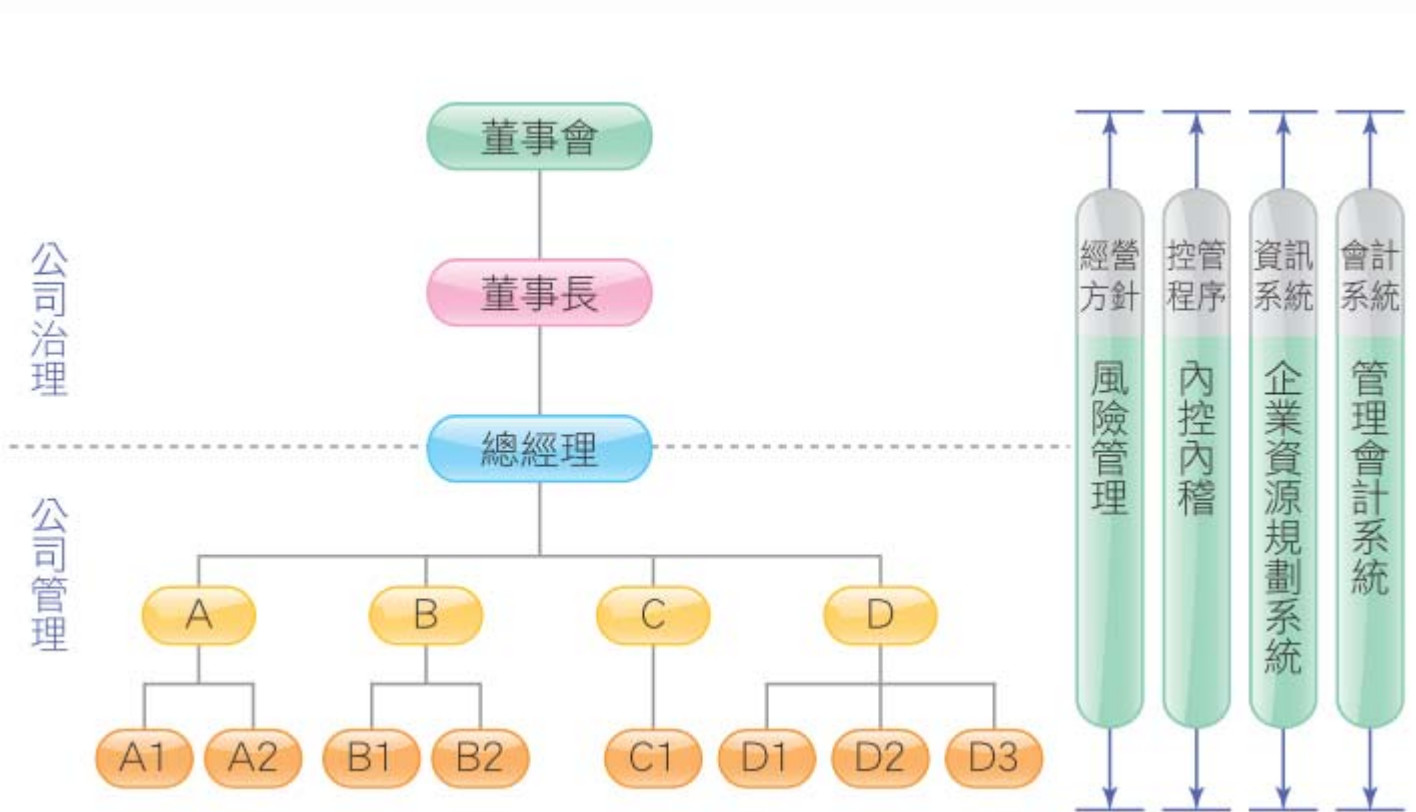 董事會
董事長
總經理
公司治理
公司管理
A
B
C
D
A1
A2
B1
B2
C1
D1
D2
D3
經營
方針
風險管理
控管
程序
內控內稽
資訊
系統
企業資源規劃系統
會計
系統
管理會計系統